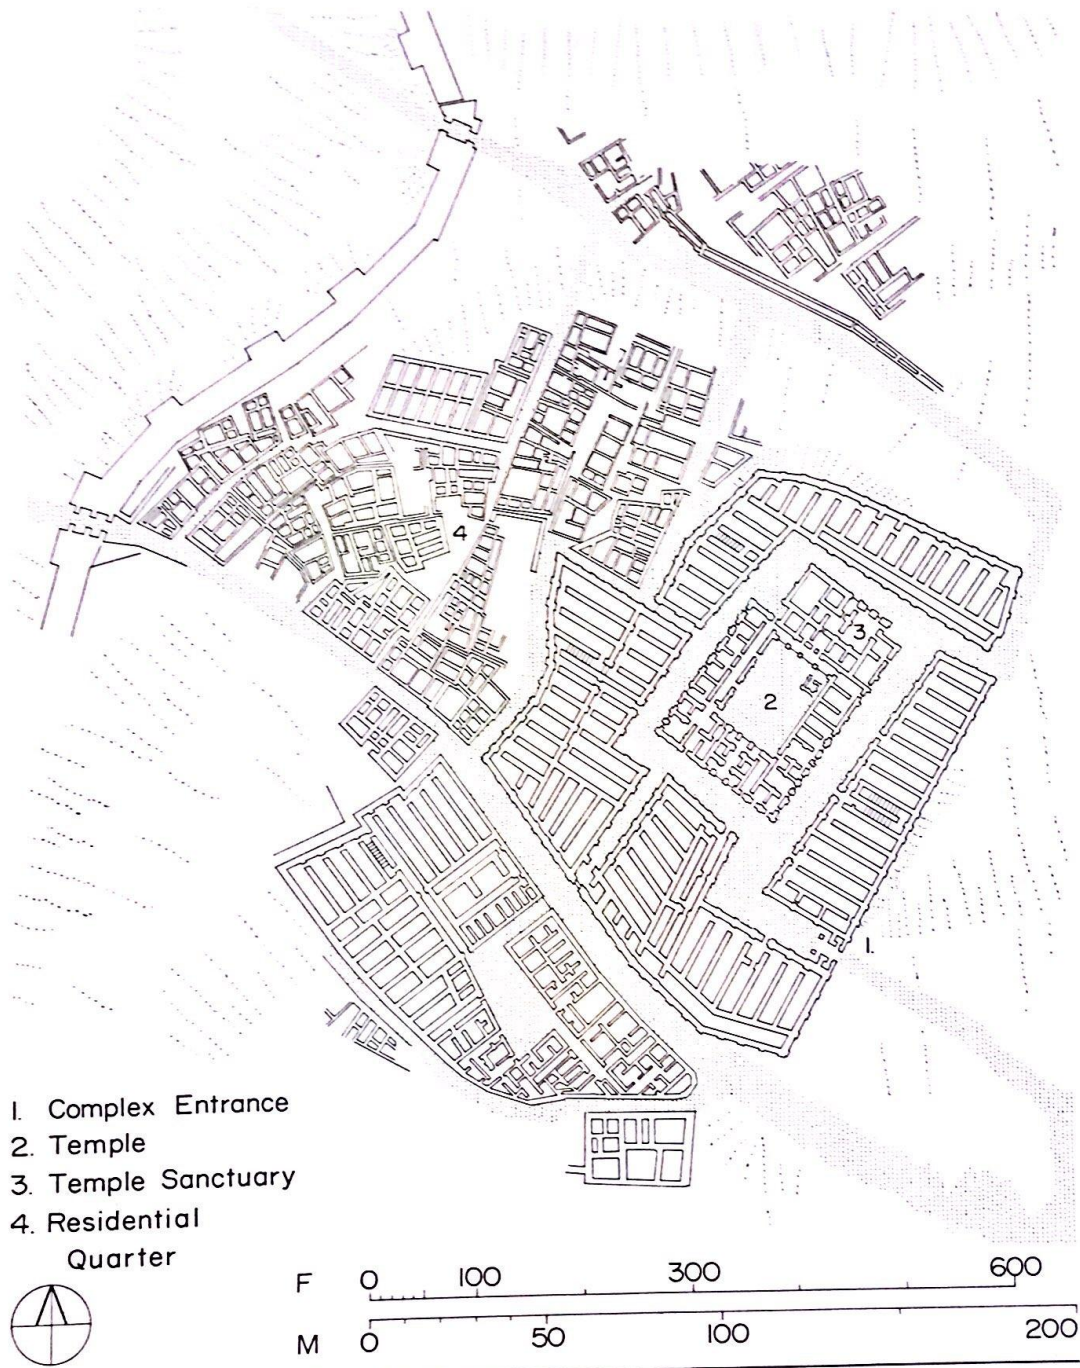 3
4
2
1.
1. Complex Entrance
2. Temple
3. Temple Sanctuary
4. Residential
Quarter
F 0 100 300 600
M 0 50 100 200